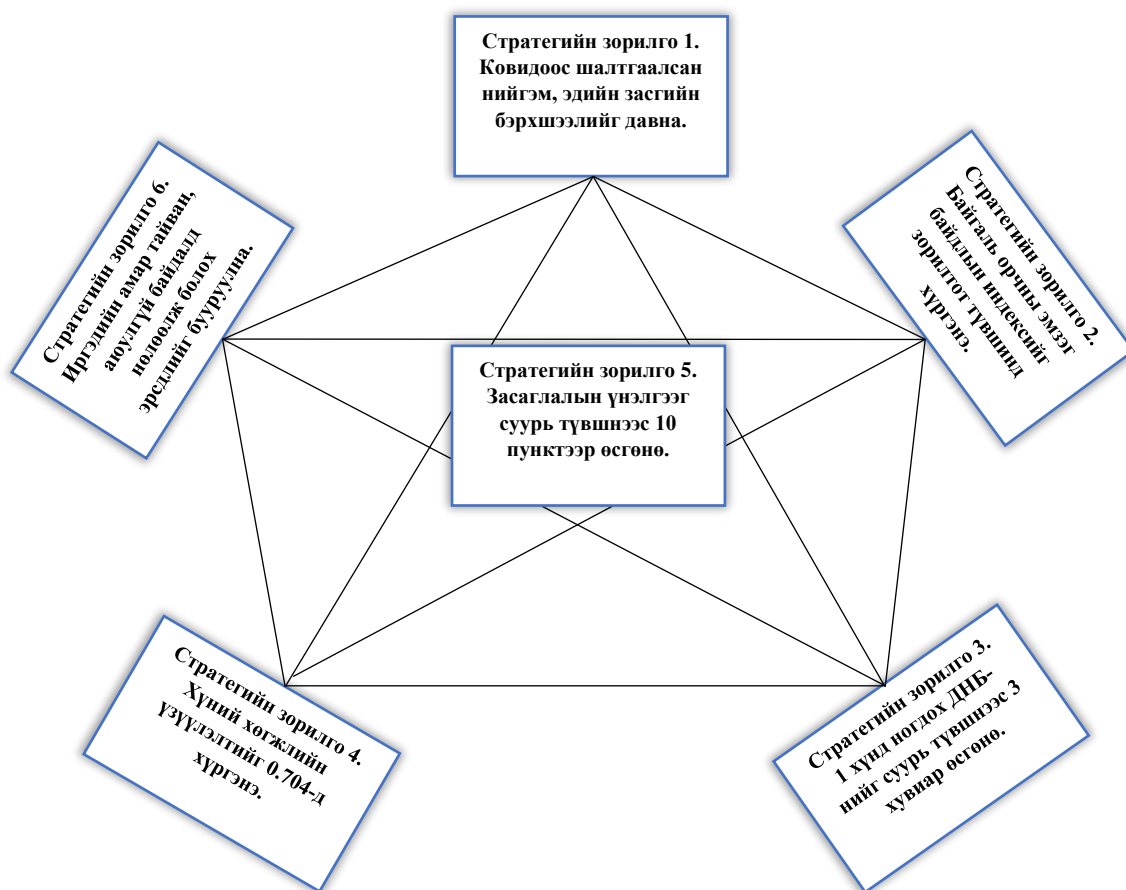 Стратегийн зорилго 1.
Ковидоос шалтгаалсан
нийгэм, эдийн засгийн
бэрхшээлийг давна.
Стратегийн зорилго 2.
Байгаль орчны эмзэг
байдлын индексийг
зорилтот түвшинд
хүргэнэ.
Стратегийн зорилго 3.
1 хүнд ногдох ДНБ-
нийг суурь түвшнээс 3
хувиар өсгөнө.
Стратегийн зорилго 4.
Хүний хөгжлийн
үзүүлэлтийг 0.704-д
хүргэнэ.
Стратегийн зорилго 5.
Засаглалын үнэлгээг
суурь түвшнээс 10
пунктээр өсгөнө.
Стратегийн зорилго 6.
Иргэдийн амар тайван,
аюулгүй байдалд
нөлөөлж болох
эрсдлийг бууруулна.